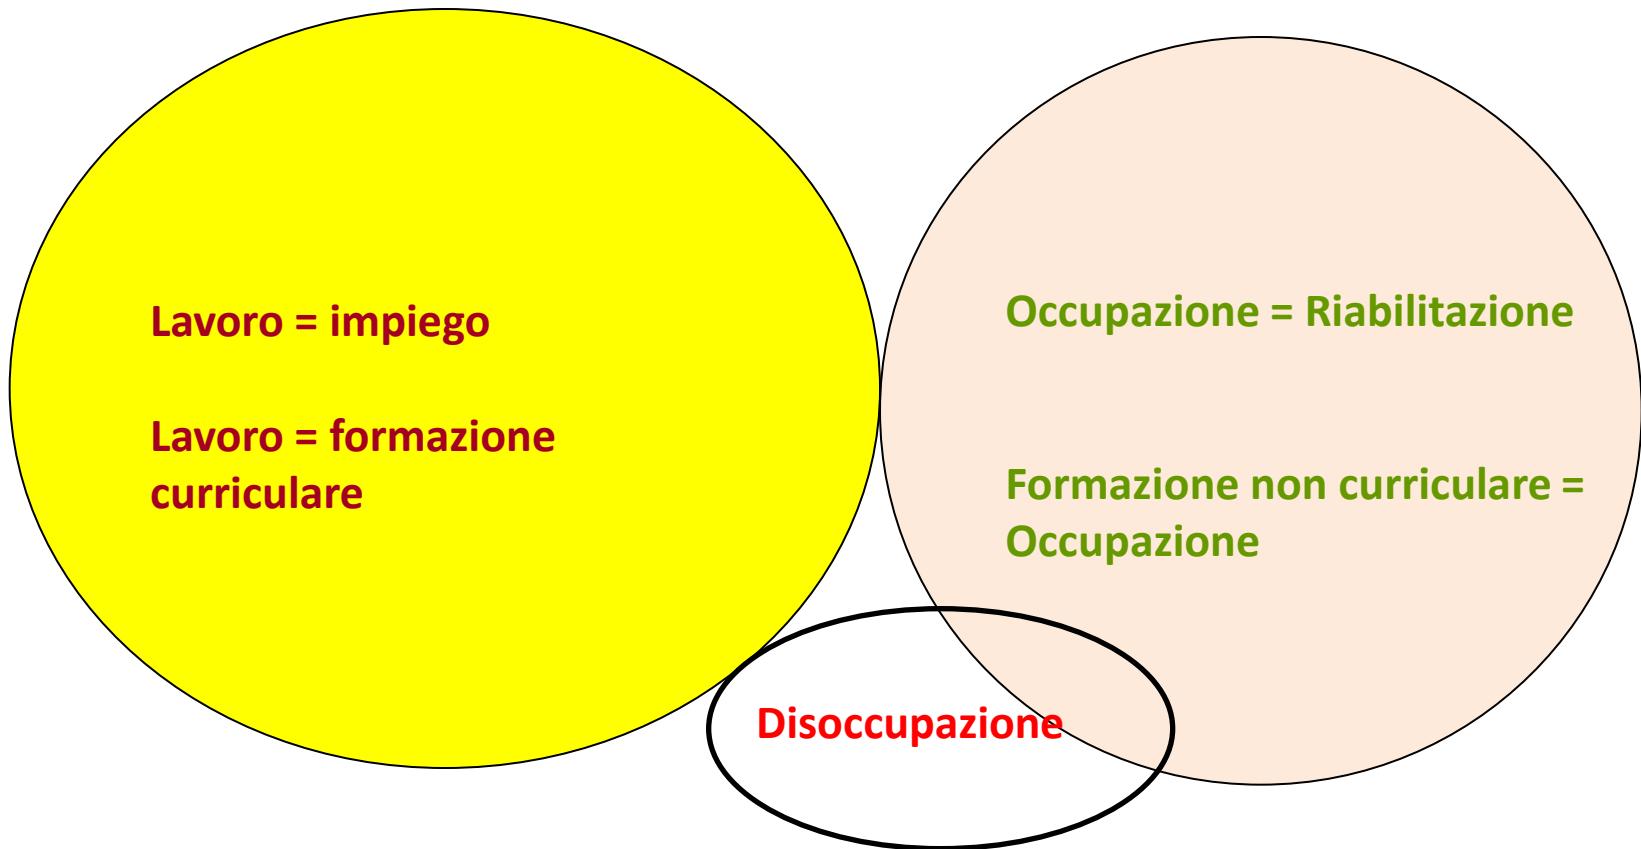 Lavoro = impiego
Lavoro = formazione
curriculare
Occupazione = Riabilitazione
Formazione non curriculare =
Occupazione
Disoccupazione